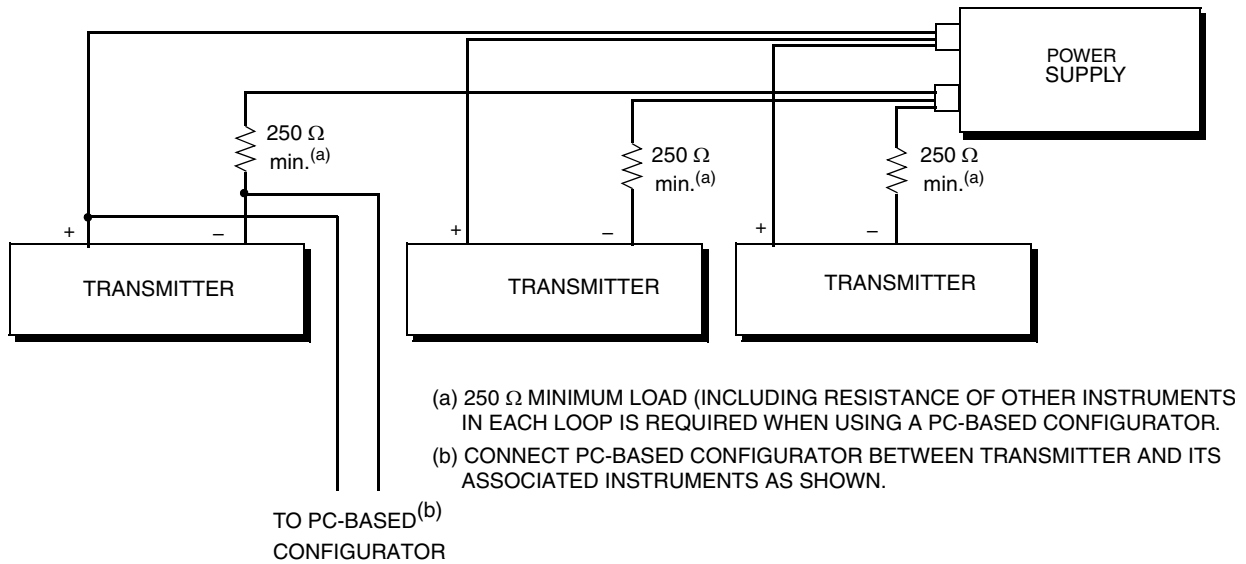 POWER
SUPPLY
250 Ω
min.(a)
250 Ω
min.(a)
250 Ω
min.(a)
+
–
+
–
+
–
TRANSMITTER
TRANSMITTER
TRANSMITTER
(a) 250 Ω MINIMUM LOAD (INCLUDING RESISTANCE OF OTHER INSTRUMENTS
IN EACH LOOP IS REQUIRED WHEN USING A PC-BASED CONFIGURATOR.
(b) CONNECT PC-BASED CONFIGURATOR BETWEEN TRANSMITTER AND ITS
ASSOCIATED INSTRUMENTS AS SHOWN.
TO PC-BASED(b)
CONFIGURATOR